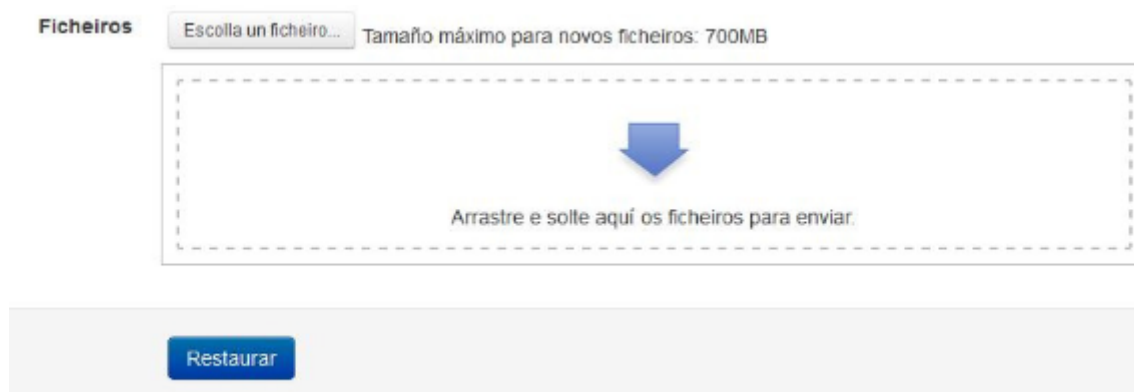 Ficheiros
Escolla un ficheiro...
Tamaño máximo para novos ficheiros: 700MB
Arrastre e solte aquí os ficheiros para enviar.
Restaurar